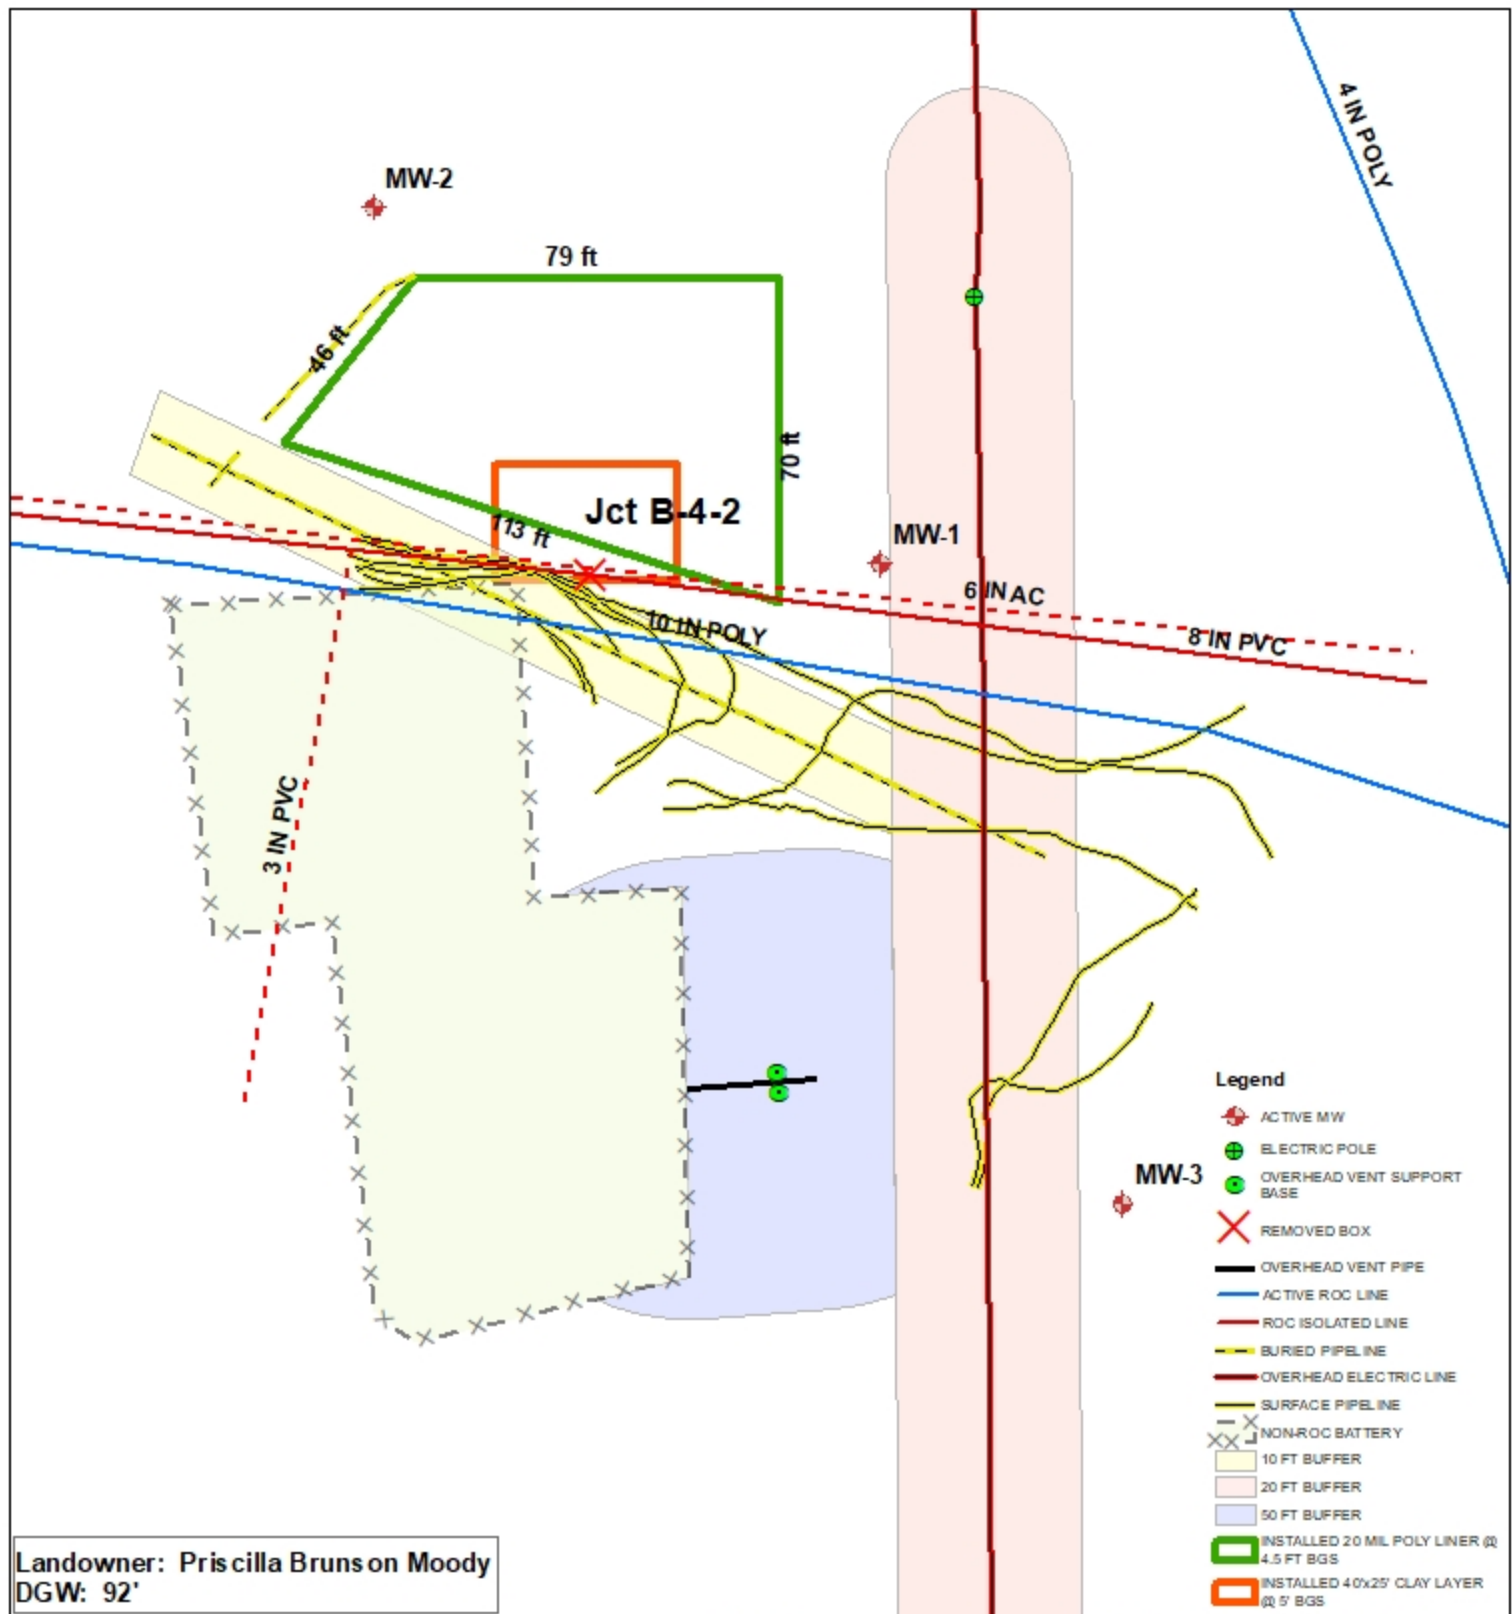 4 IN POLY
MW-2
79 ft
46 ft
70 ft
Jct B-4-2
113 ft
MW-1
6 IN AC
10 IN POLY
8 IN PVC
3 IN PVC
MW-3
Legend
ACTIVE MW
ELECTRIC POLE
OVERHEAD VENT SUPPORT
BASE
REMOVED BOX
OVERHEAD VENT PIPE
ACTIVE ROC LINE
ROC ISOLATED LINE
BURIED PIPELINE
OVERHEAD ELECTRIC LINE
SURFACE PIPELINE
NON-ROC BATTERY
10 FT BUFFER
20 FT BUFFER
50 FT BUFFER
INSTALLED 20 MIL POLY LINER @
4.5 FT BGS
INSTALLED 40'x25' CLAY LAYER
@ 5' BGS
Landowner: Priscilla Brunson Moody
DGW: 92'